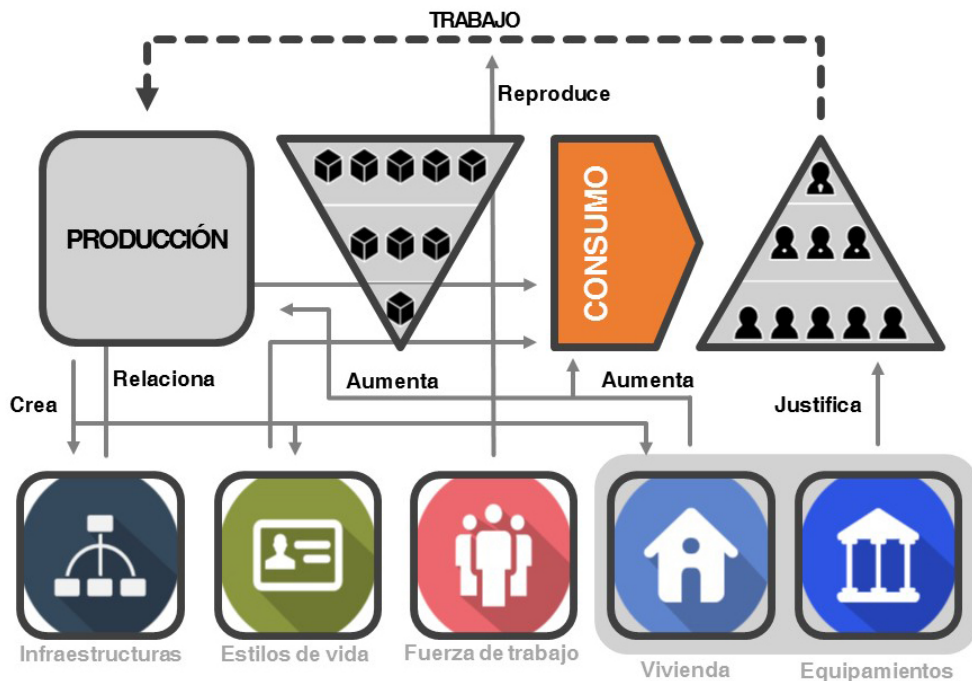 TRABAJO
Reproduce
PRODUCCIÓN
CONSUMO
Relaciona
Crea
Aumenta
Aumenta
Justifica
Infraestructuras
Estilos de vida
Fuerza de trabajo
Vivienda
Equipamientos